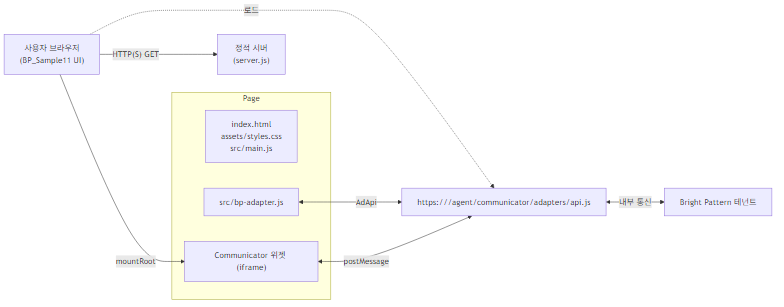 로드
사용자 브라우저
(BP_Sample11 UI)
HTTP(S) GET
정적 서버
(server.js)
Page
index.html
assets/styles.css
src/main.js
src/bp-adapter.js
AdApi
https:///agent/communicator/adapters/api.js
내부 통신
Bright Pattern 테넌트
mountRoot
Communicator 위젯
(iframe)
postMessage